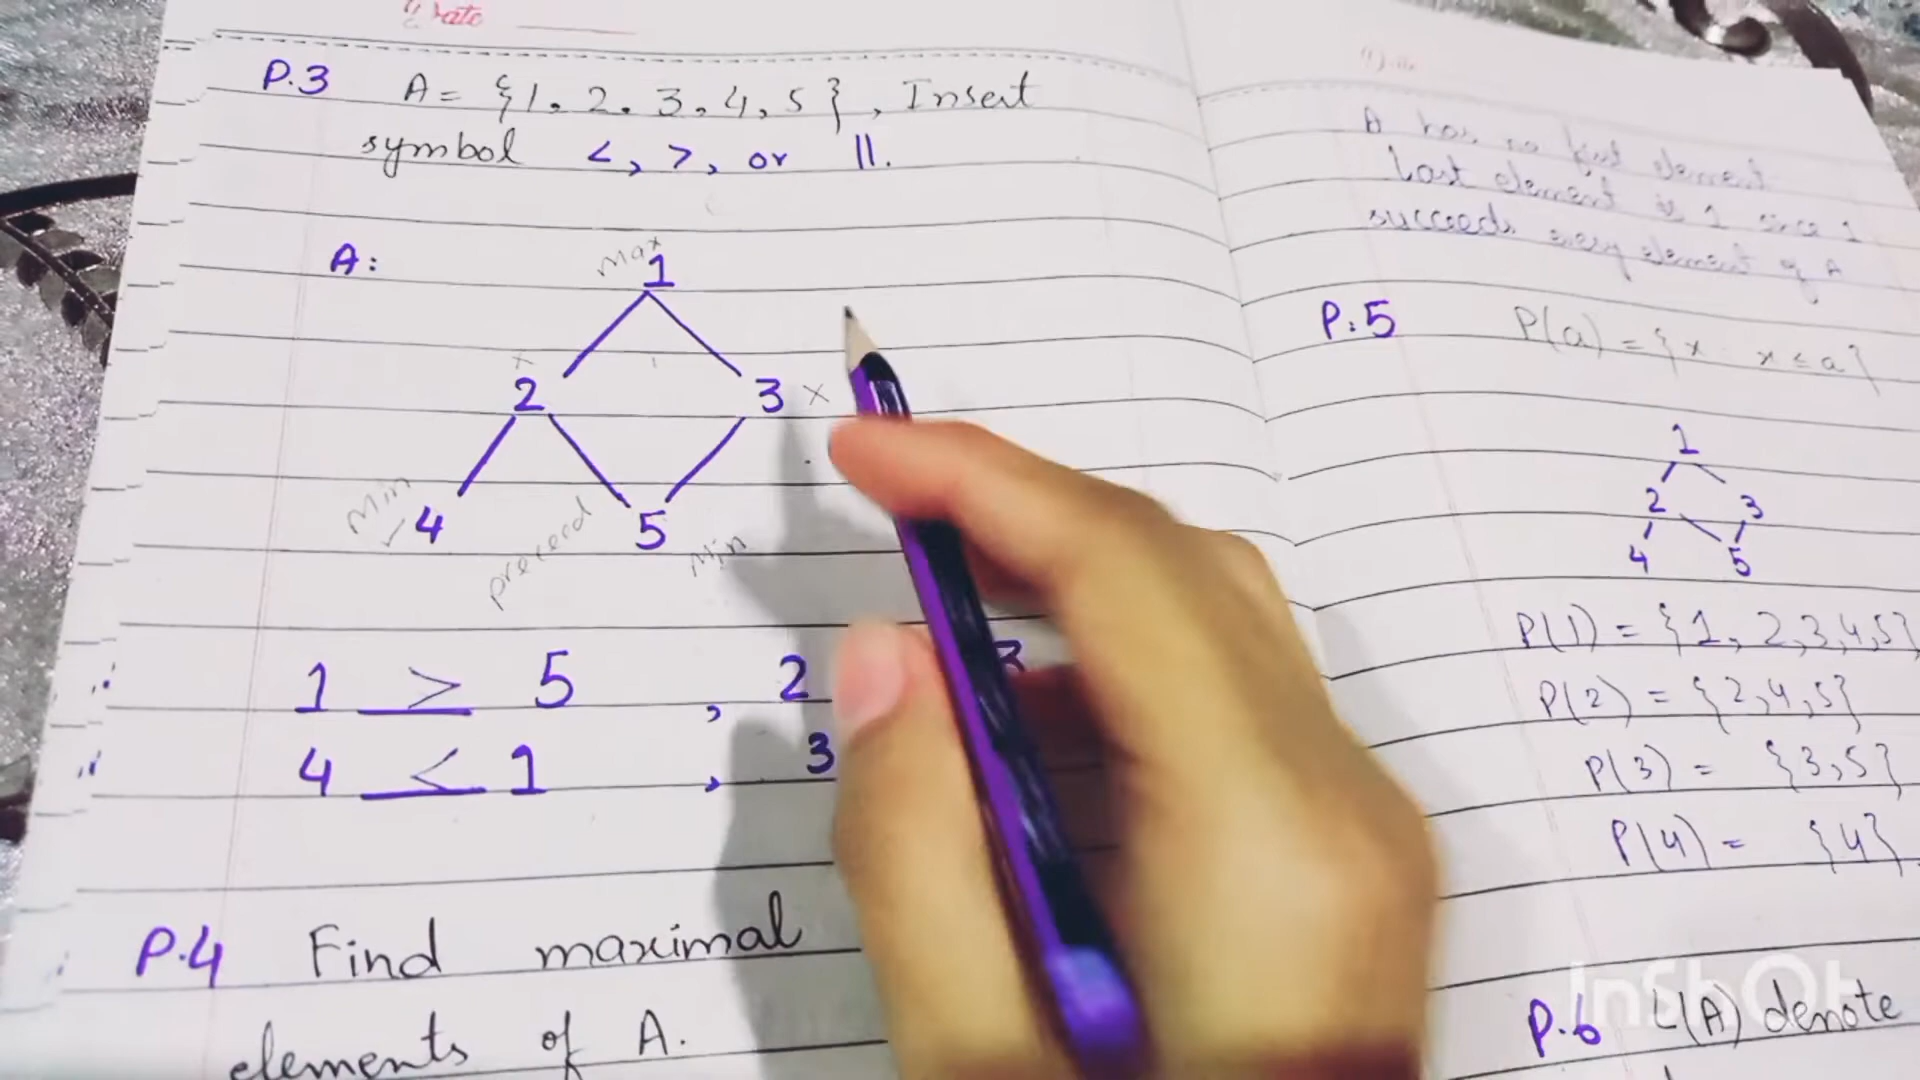 Date
P.3 A = {1, 2, 3, 4, 5}, Insert
symbol <, >, or ||.
A:
Max
1
2
3
Min
4
preceed
5
Min
1 > 5 , 2 3
4 < 1 , 3
P.4 Find maximal
elements of A.
A has no first element
Last element is 1 since 1
succeeds every element of A
P.5 P(a) = {x x ≤ a}
1
2 3
4 5
P(1) = {1, 2, 3, 4, 5}
P(2) = {2, 4, 5}
P(3) = {3, 5}
P(4) = {4}
P.6 L(A) denote
InShOt